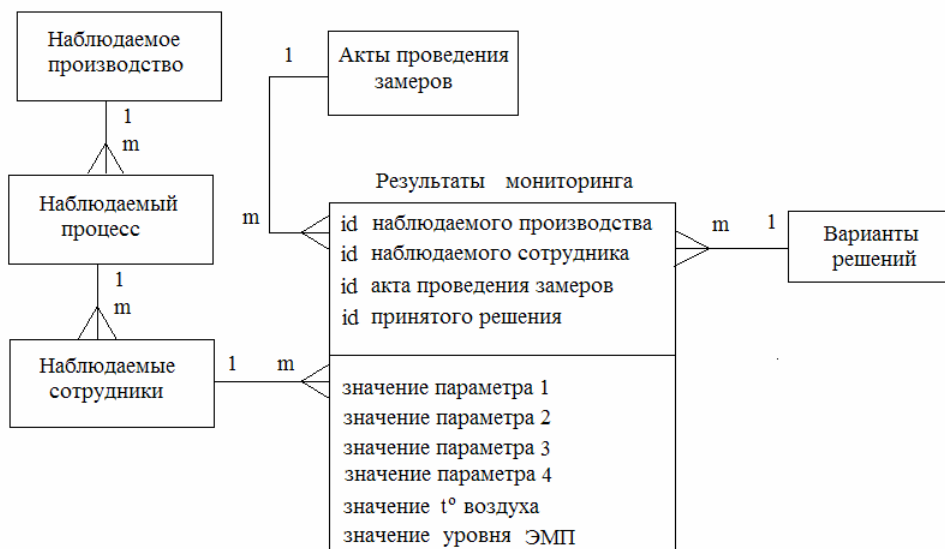 Наблюдаемое
производство
1
m
Наблюдаемый
процесс
1
m
Наблюдаемые
сотрудники
1 m
1
Акты проведения
замеров
m
Результаты мониторинга
id наблюдаемого производства
id наблюдаемого сотрудника
id акта проведения замеров
id принятого решения
значение параметра 1
значение параметра 2
значение параметра 3
значение параметра 4
значение tº воздуха
значение уровня ЭМП
m 1
Варианты
решений